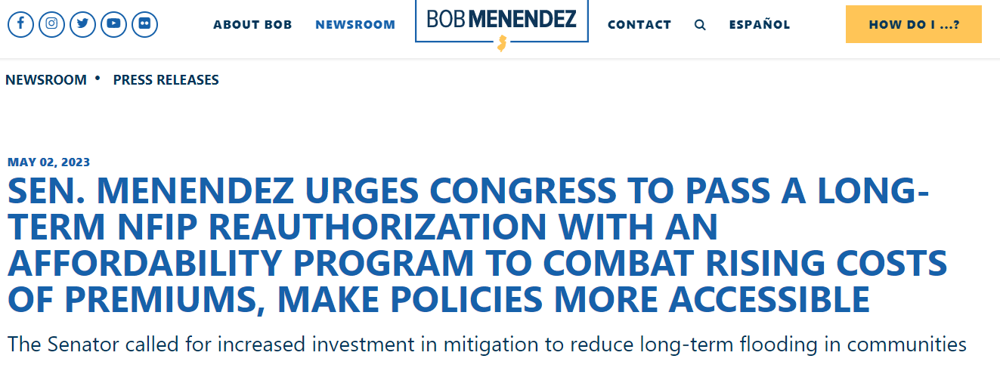 ABOUT BOB NEWSROOM BOB MENENDEZ CONTACT ESPAÑOL HOW DO I ...?
NEWSROOM • PRESS RELEASES
MAY 02, 2023
SEN. MENENDEZ URGES CONGRESS TO PASS A LONG-
TERM NFIP REAUTHORIZATION WITH AN
AFFORDABILITY PROGRAM TO COMBAT RISING COSTS
OF PREMIUMS, MAKE POLICIES MORE ACCESSIBLE
The Senator called for increased investment in mitigation to reduce long-term flooding in communities